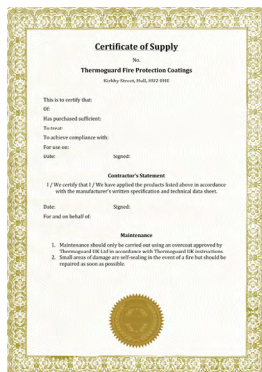 Certificate of Supply
No.
Thermoguard Fire Protection Coatings
Kirkby Street, Hull, HU2 0HE
This is to certify that:
Of:
Has purchased sufficient:
To treat:
To achieve compliance with:
For use on:
Date: Signed:
Contractor's Statement
I / We certify that I / We have applied the products listed above in accordance
with the manufacturer's written specification and technical data sheet.
Date: Signed:
For and on behalf of:
Maintenance
1. Maintenance should only be carried out using an overcoat approved by
Thermoguard UK Ltd in accordance with Thermoguard UK instructions.
2. Small areas of damage are self-sealing in the event of a fire but should be
repaired as soon as possible.